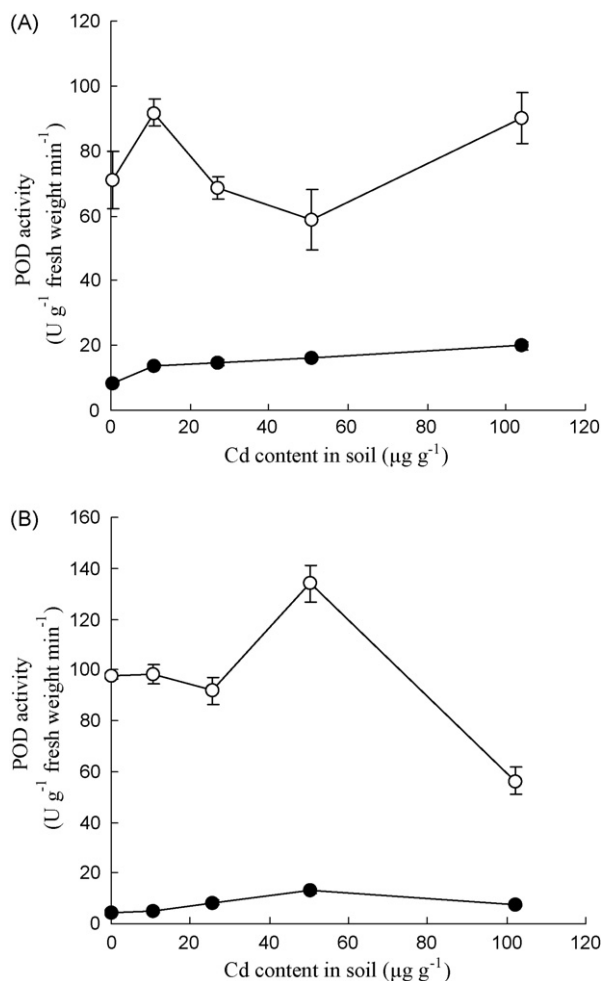 (A)
120
100
80
60
40
20
0
POD activity
(U g⁻¹ fresh weight min⁻¹)
0 20 40 60 80 100 120
Cd content in soil (μg g⁻¹)
(B)
160
140
120
100
80
60
40
20
0
POD activity
(U g⁻¹ fresh weight min⁻¹)
0 20 40 60 80 100 120
Cd content in soil (μg g⁻¹)